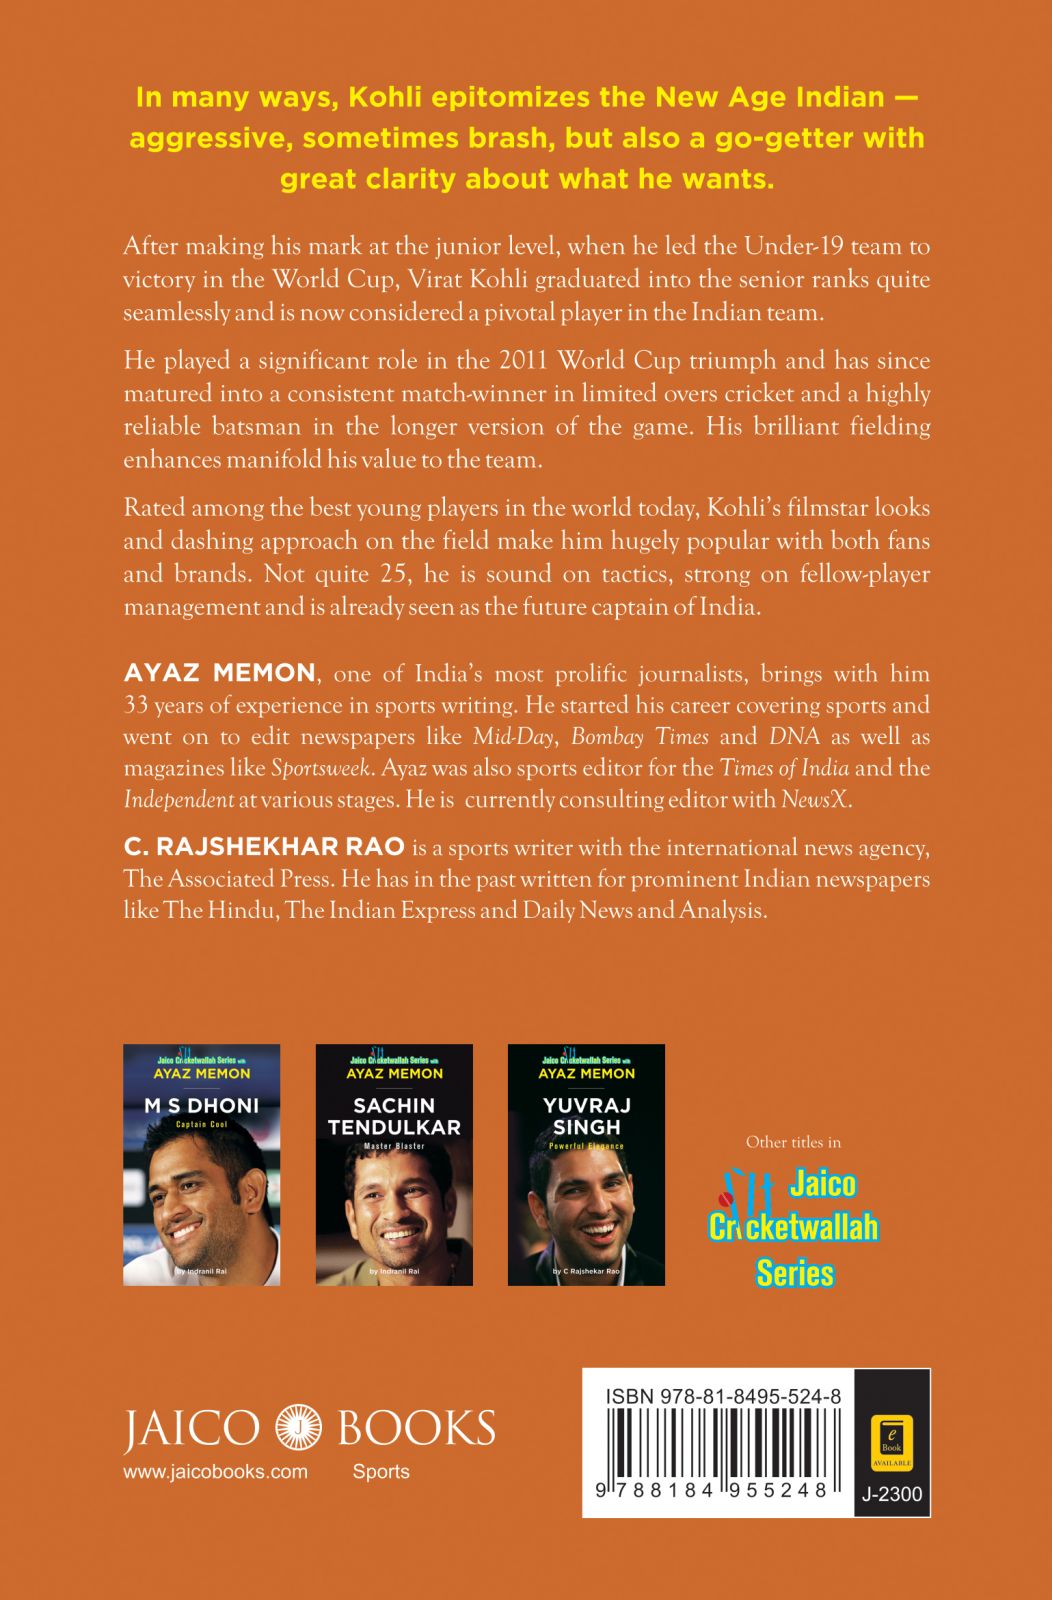 In many ways, Kohli epitomizes the New Age Indian —
aggressive, sometimes brash, but also a go-getter with
great clarity about what he wants.
After making his mark at the junior level, when he led the Under-19 team to
victory in the World Cup, Virat Kohli graduated into the senior ranks quite
seamlessly and is now considered a pivotal player in the Indian team.
He played a significant role in the 2011 World Cup triumph and has since
matured into a consistent match-winner in limited overs cricket and a highly
reliable batsman in the longer version of the game. His brilliant fielding
enhances manifold his value to the team.
Rated among the best young players in the world today, Kohli's filmstar looks
and dashing approach on the field make him hugely popular with both fans
and brands. Not quite 25, he is sound on tactics, strong on fellow-player
management and is already seen as the future captain of India.
AYAZ MEMON, one of India's most prolific journalists, brings with him
33 years of experience in sports writing. He started his career covering sports and
went on to edit newspapers like Mid-Day, Bombay Times and DNA as well as
magazines like Sportsweek. Ayaz was also sports editor for the Times of India and the
Independent at various stages. He is currently consulting editor with NewsX.
C. RAJSHEKHAR RAO is a sports writer with the international news agency,
The Associated Press. He has in the past written for prominent Indian newspapers
like The Hindu, The Indian Express and Daily News and Analysis.
Jaico Cricketwallah Series with
AYAZ MEMON
M S DHONI
Captain Cool
by Indranil Rai
Jaico Cricketwallah Series with
AYAZ MEMON
SACHIN
TENDULKAR
Master Blaster
by Indranil Rai
Jaico Cricketwallah Series with
AYAZ MEMON
YUVRAJ
SINGH
Powerful Elegance
by C Rajshekar Rao
Other titles in
Jaico
Cricketwallah
Series
JAICO J BOOKS
www.jaicobooks.com Sports
ISBN 978-81-8495-524-8
9 788184 955248
e
Book
AVAILABLE
J-2300